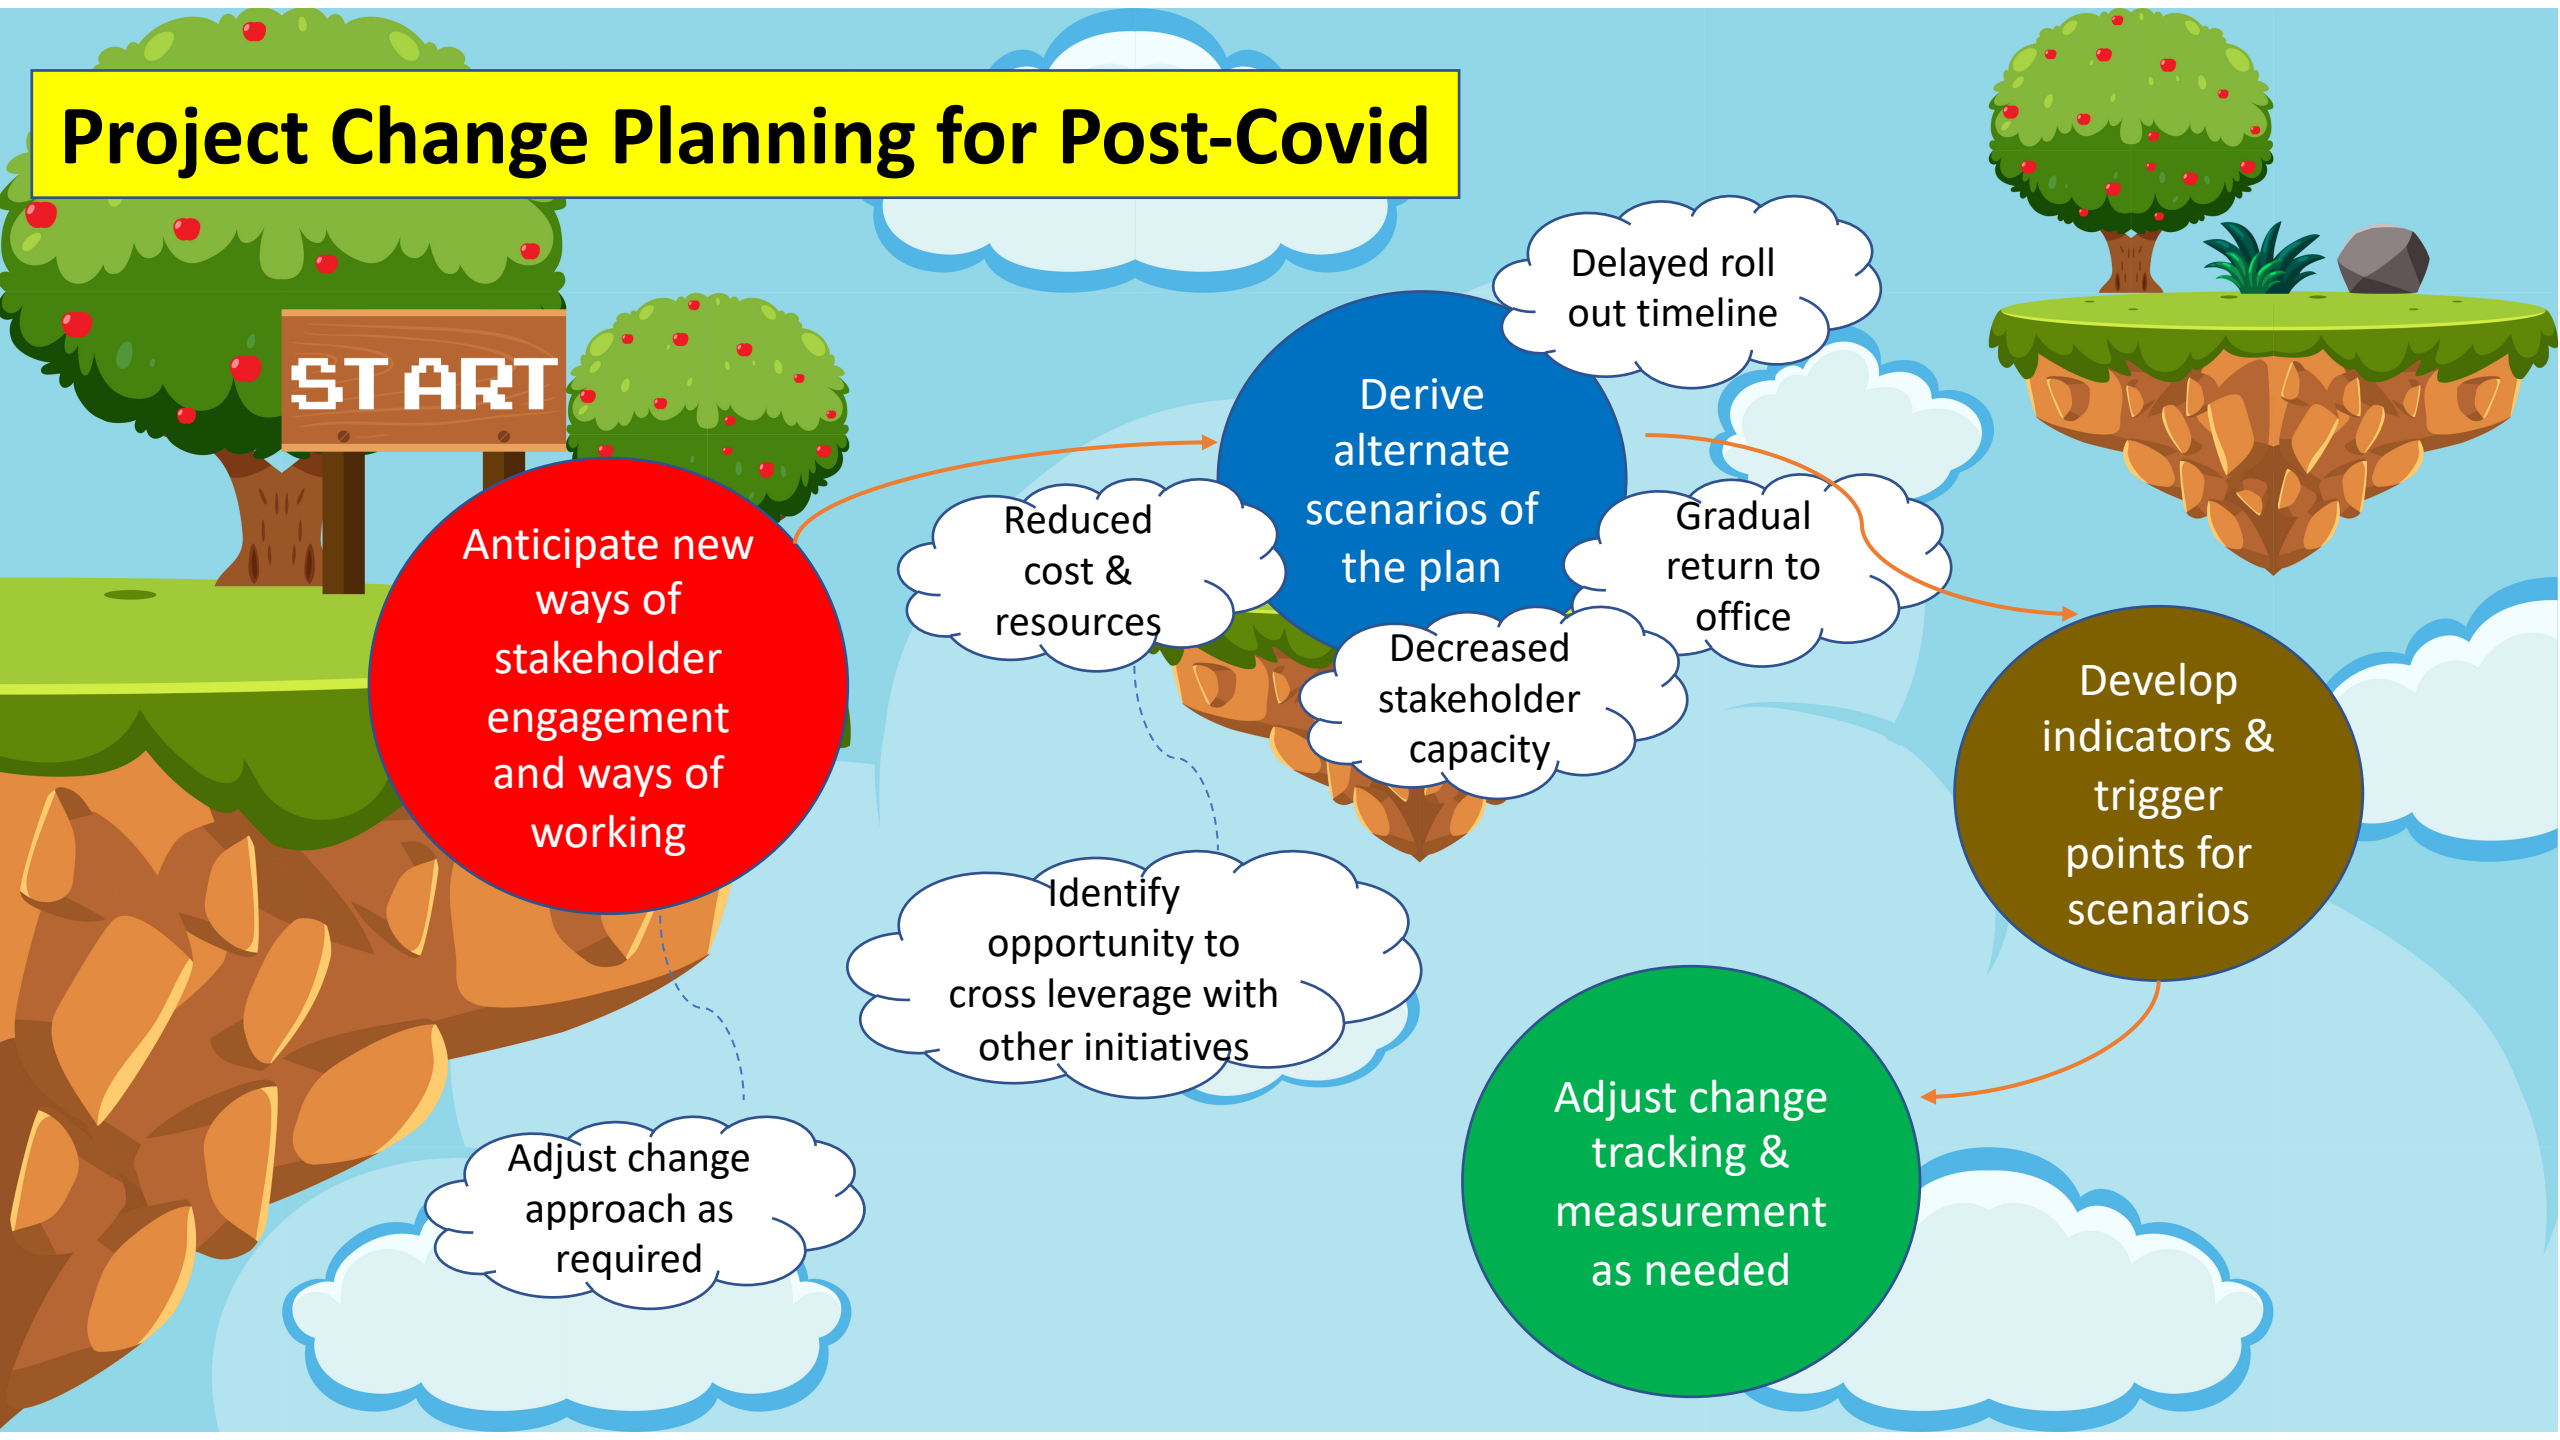 Project Change Planning for Post-Covid
START
Anticipate new
ways of
stakeholder
engagement
and ways of
working
Adjust change
approach as
required
Derive
alternate
scenarios of
the plan
Delayed roll
out timeline
Reduced
cost &
resources
Gradual
return to
office
Decreased
stakeholder
capacity
Identify
opportunity to
cross leverage with
other initiatives
Develop
indicators &
trigger
points for
scenarios
Adjust change
tracking &
measurement
as needed